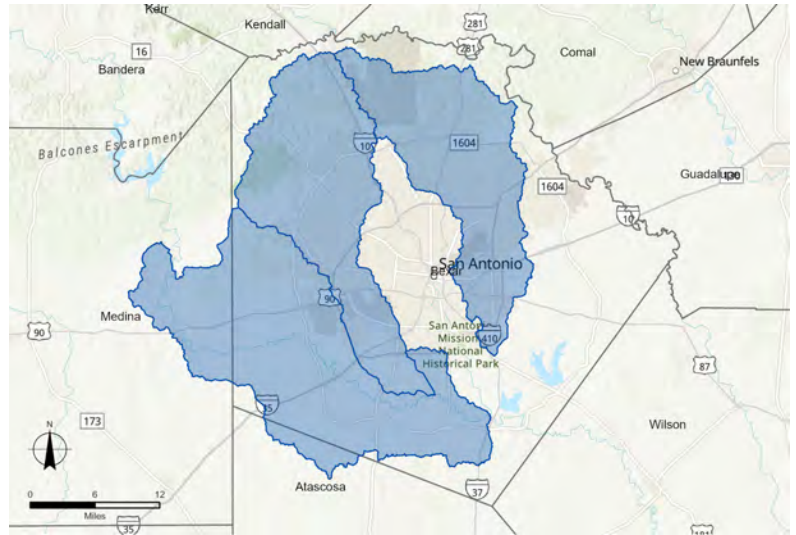 Kerr
Kendall
281
281
Comal
16
Bandera
New Braunfels
Balcones Escarpment
10
1604
1604
Guadalupe
10
San Antonio
90
Medina
San Antonio
Mission
National
Historical Park
410
90
87
35
173
Wilson
0 6 12
Miles
Atascosa
37
35
181